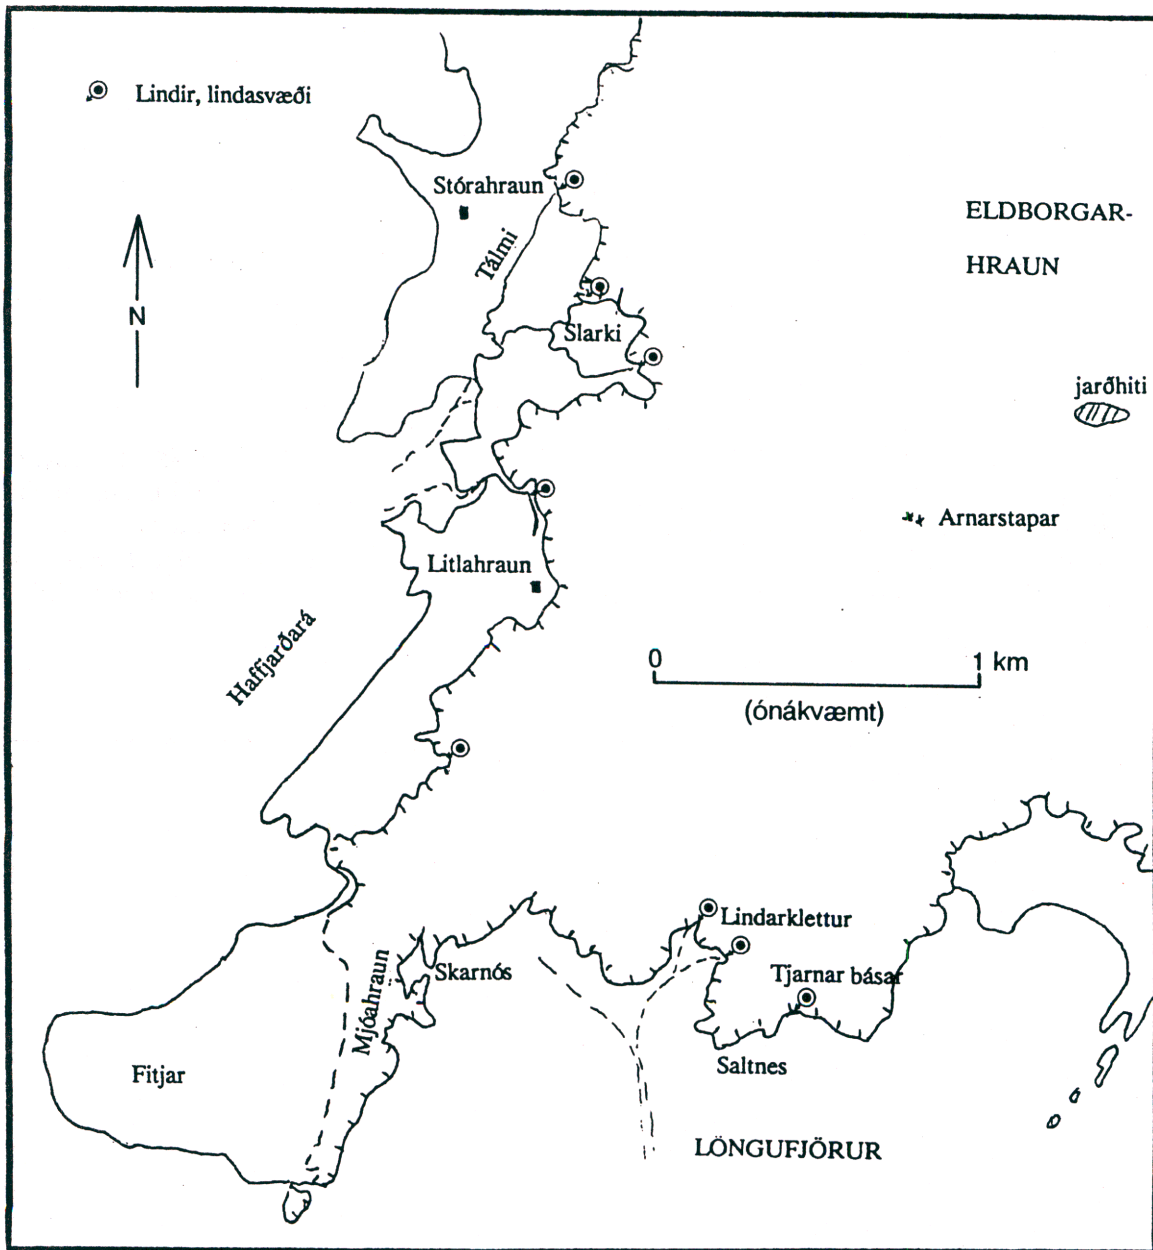 Lindir, lindasvæði
Stórahraun
Tálmi
ELDBORGAR-
HRAUN
N
Slarki
jarðhiti
Arnarstapar
Litlahraun
Haffjarðará
0 1 km
(ónákvæmt)
Lindarklettur
Skarnós
Tjarnar básar
Mjóahraun
Saltnes
Fitjar
LÖNGUFJÖRUR